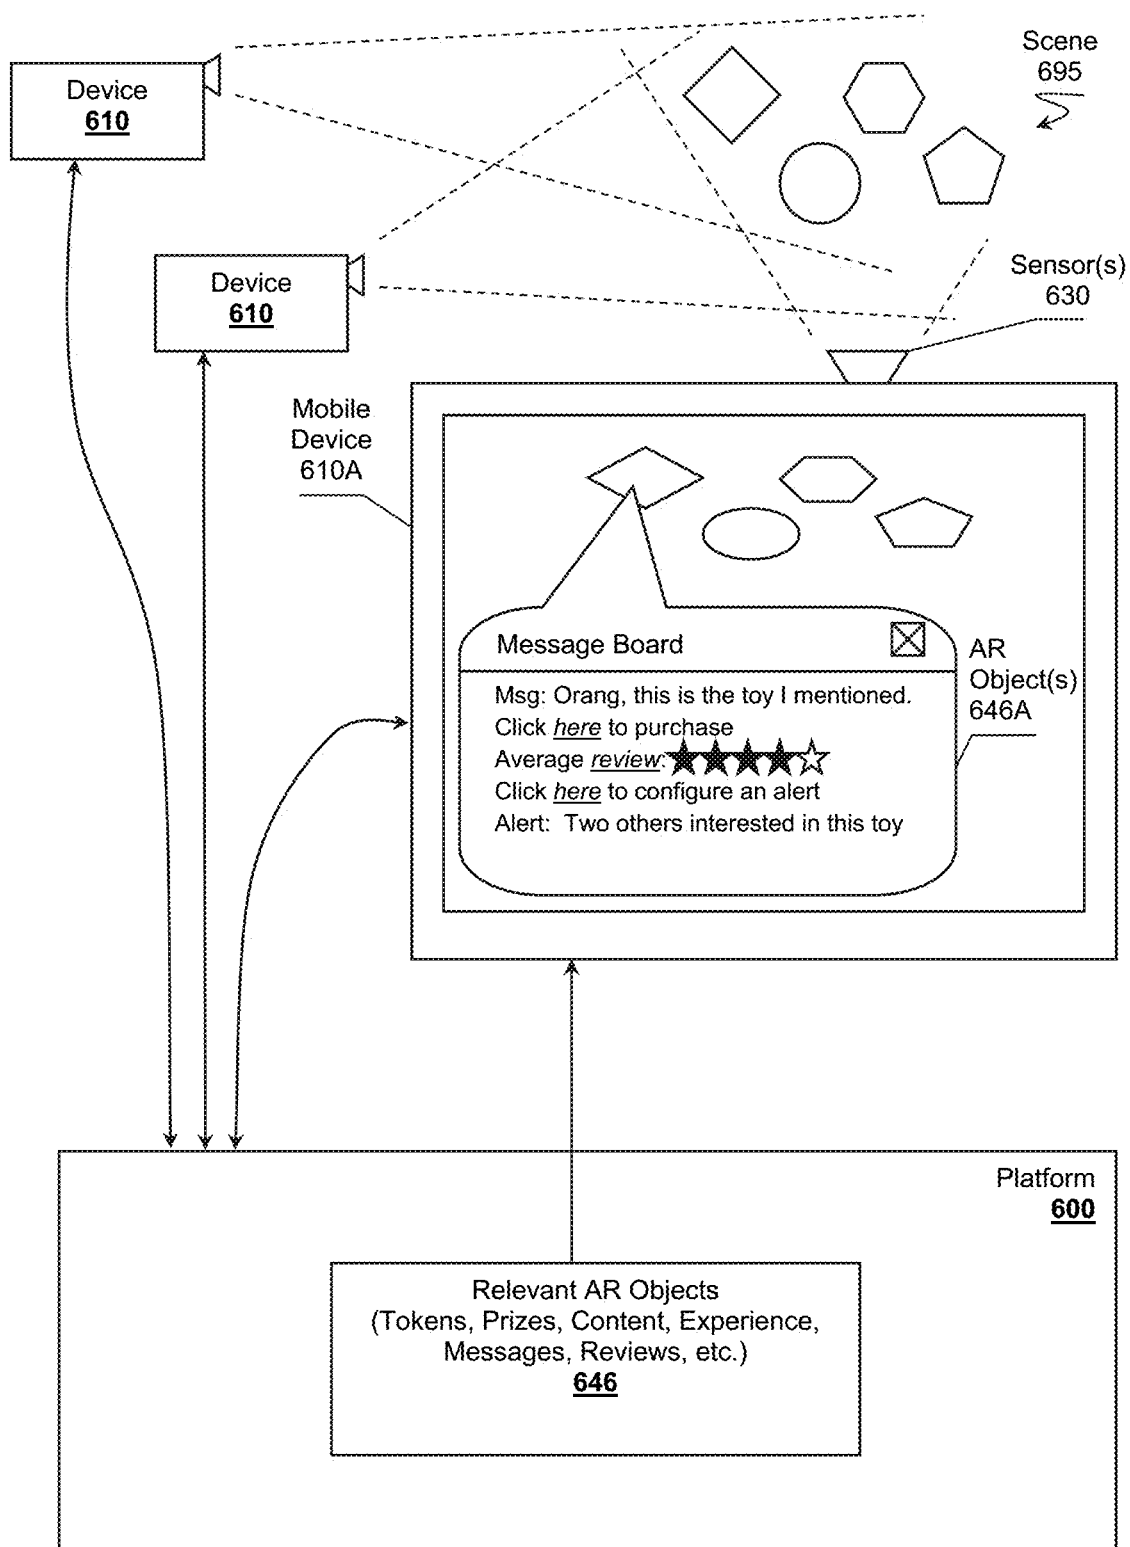 Scene
695
Device
610
Device
610
Sensor(s)
630
Mobile
Device
610A
Message Board
AR
Object(s)
646A
Msg: Orang, this is the toy I mentioned.
Click here to purchase
Average review:
Click here to configure an alert
Alert: Two others interested in this toy
Platform
600
Relevant AR Objects
(Tokens, Prizes, Content, Experience,
Messages, Reviews, etc.)
646